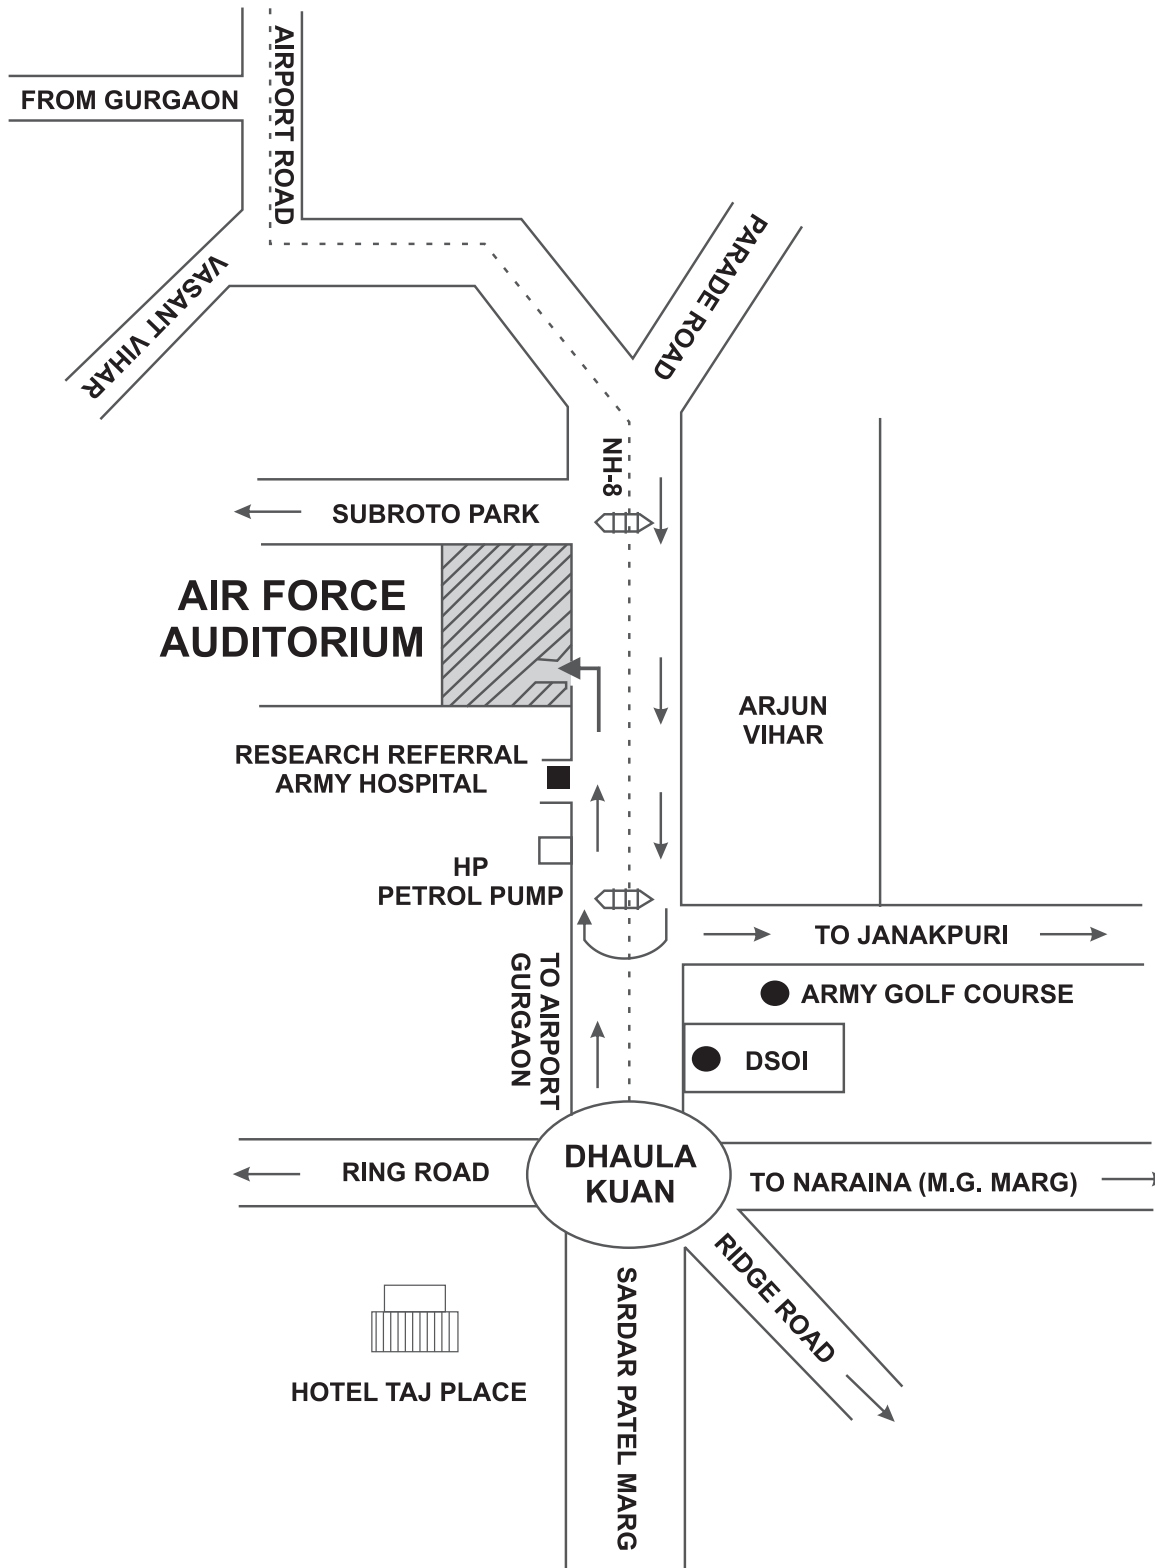 AIRPORT ROAD
FROM GURGAON
VASANT VIHAR
PARADE ROAD
NH-8
SUBROTO PARK
AIR FORCE
AUDITORIUM
ARJUN
VIHAR
RESEARCH REFERRAL
ARMY HOSPITAL
HP
PETROL PUMP
TO JANAKPURI
TO AIRPORT
GURGAON
ARMY GOLF COURSE
DSOI
DHAULA
KUAN
RING ROAD
TO NARAINA (M.G. MARG)
RIDGE ROAD
SARDAR PATEL MARG
HOTEL TAJ PLACE